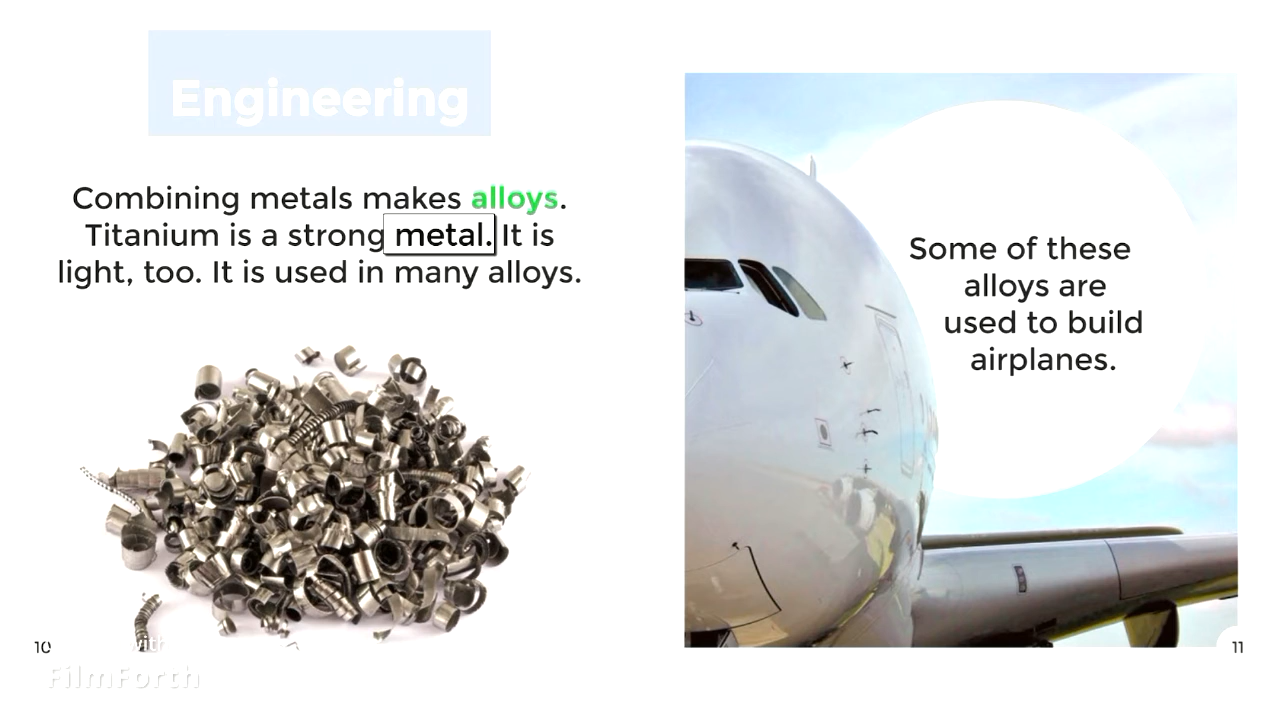 Engineering
Combining metals makes alloys.
Titanium is a strong metal. It is
light, too. It is used in many alloys.
Some of these
alloys are
used to build
airplanes.
10
with
FilmForth
11